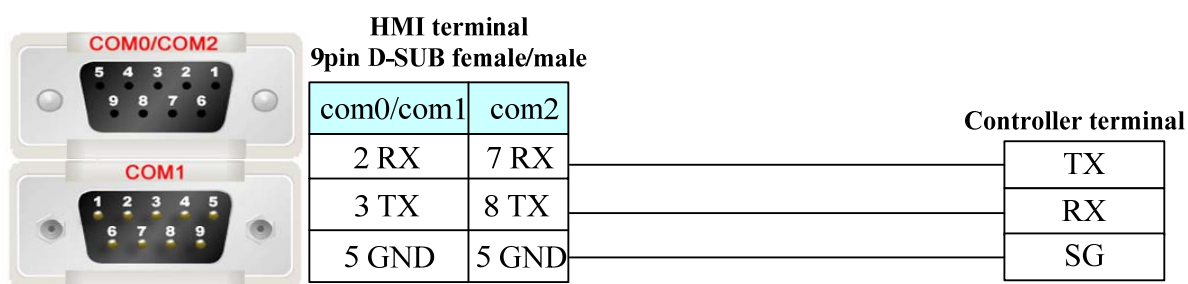 COM0/COM2
5 4 3 2 1
9 8 7 6
COM1
1 2 3 4 5
6 7 8 9
HMI terminal
9pin D-SUB female/male
com0/com1 com2
2 RX 7 RX
3 TX 8 TX
5 GND 5 GND
Controller terminal
TX
RX
SG